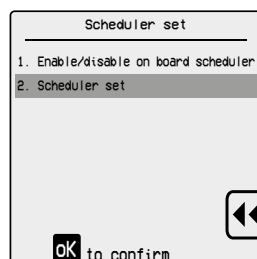 Scheduler set
1. Enable/disable on board scheduler
2. Scheduler set
OK to confirm